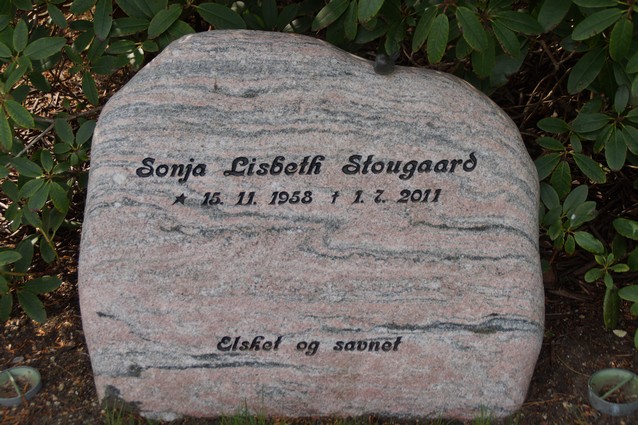 Sonja Lisbeth Stougaard
★ 15. 11. 1958 † 1. 7. 2011
Elsket og savnet